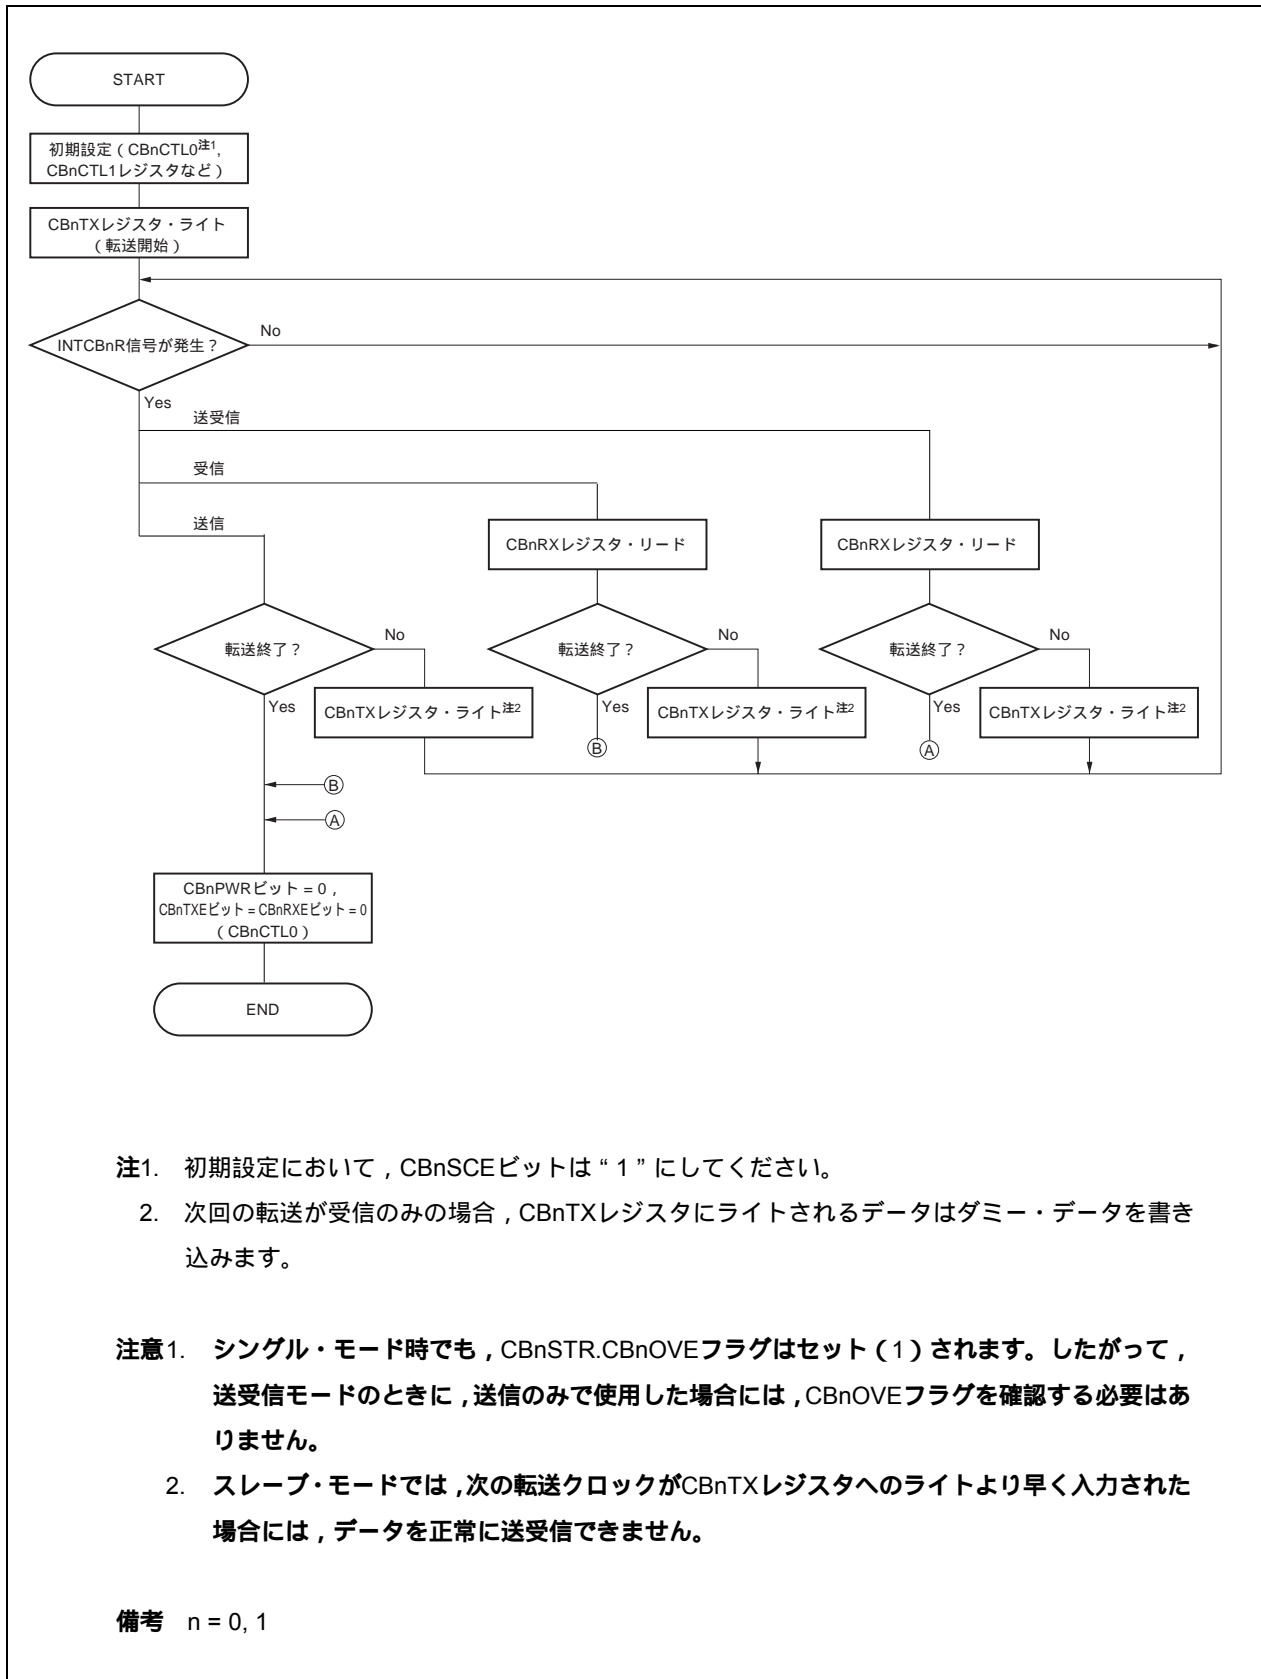 START
初期設定（CBnCTL0注1,
CBnCTL1レジスタなど）
CBnTXレジスタ・ライト
（転送開始）
INTCBnR信号が発生？
No
Yes
送受信
受信
送信
CBnRXレジスタ・リード
CBnRXレジスタ・リード
転送終了？
No
転送終了？
No
転送終了？
No
Yes
CBnTXレジスタ・ライト注2
Yes
CBnTXレジスタ・ライト注2
Yes
CBnTXレジスタ・ライト注2
B
A
B
A
CBnPWRビット = 0，
CBnTXEビット = CBnRXEビット = 0
（CBnCTL0）
END
注1. 初期設定において，CBnSCEビットは“1”にしてください。
2. 次回の転送が受信のみの場合，CBnTXレジスタにライトされるデータはダミー・データを書き
込みます。
注意1. シングル・モード時でも，CBnSTR.CBnOVEフラグはセット（1）されます。したがって，
送受信モードのときに，送信のみで使用した場合には，CBnOVEフラグを確認する必要はあ
りません。
2. スレーブ・モードでは，次の転送クロックがCBnTXレジスタへのライトより早く入力された
場合には，データを正常に送受信できません。
備考 n = 0, 1